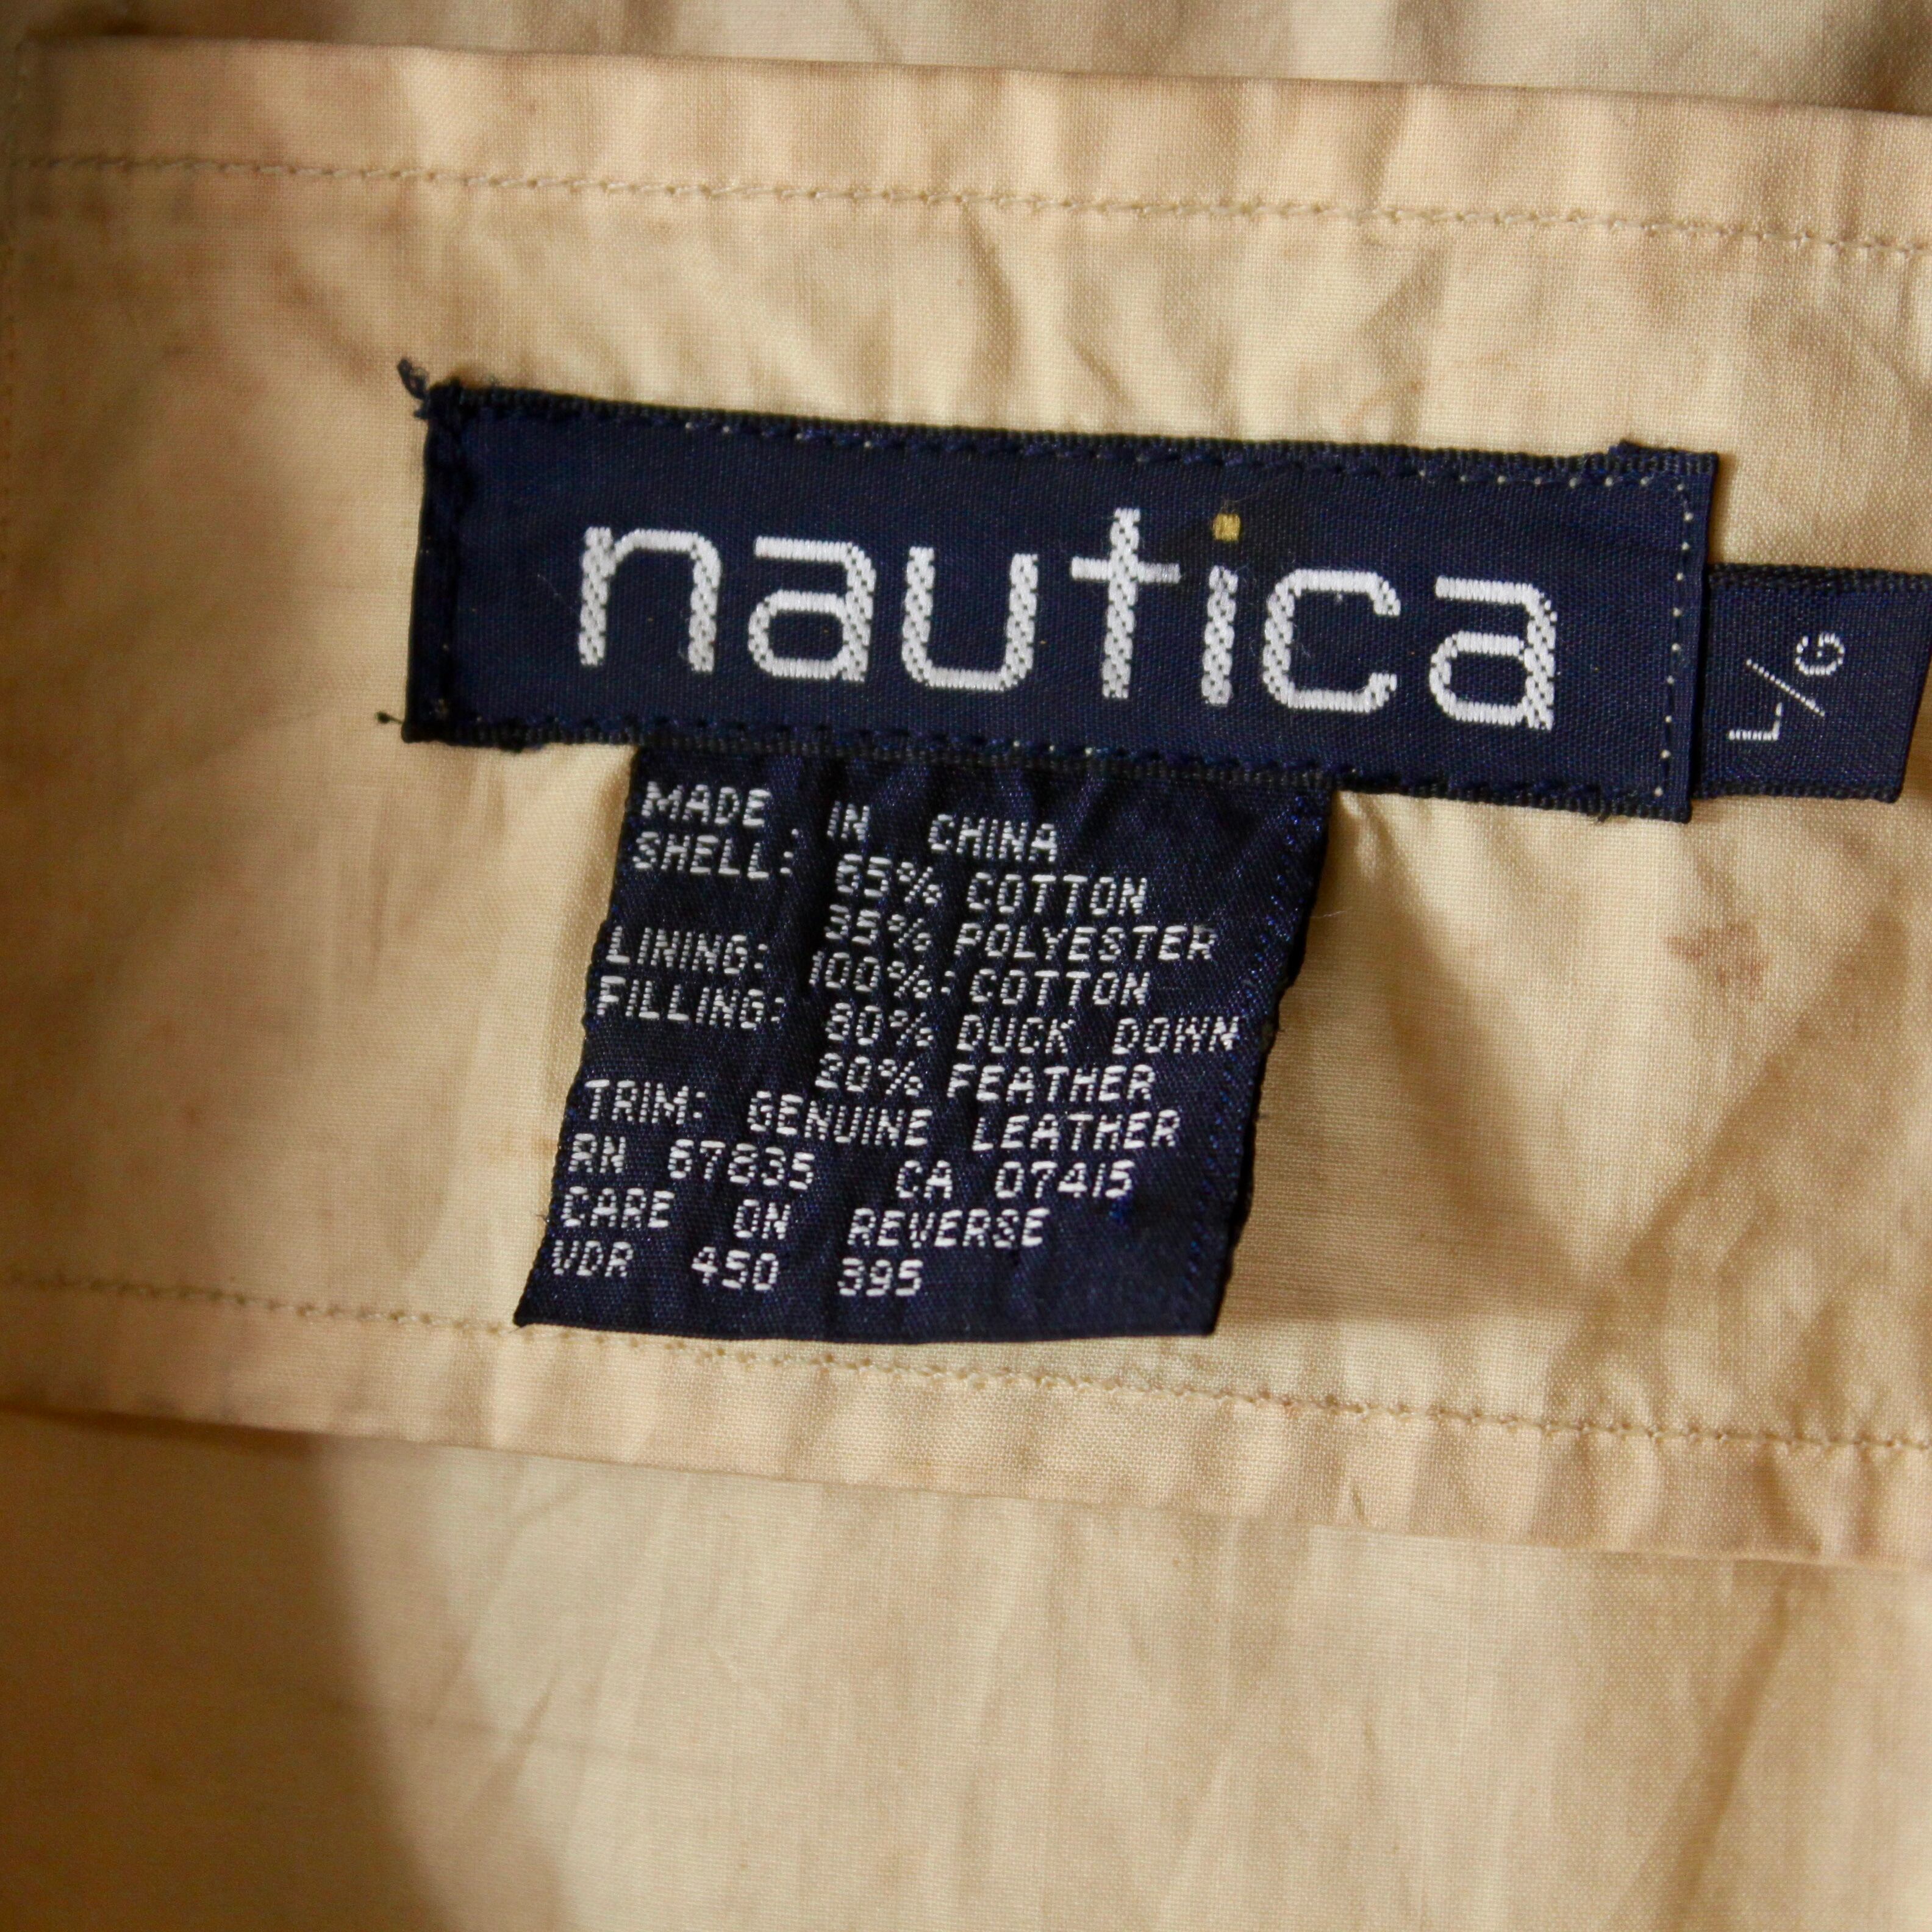 nautica
L/G
MADE IN CHINA
SHELL: 65% COTTON
35% POLYESTER
LINING: 100% COTTON
FILLING: 80% DUCK DOWN
20% FEATHER
TRIM: GENUINE LEATHER
RN 67835 CA 07415
CARE ON REVERSE
VDR 450 395